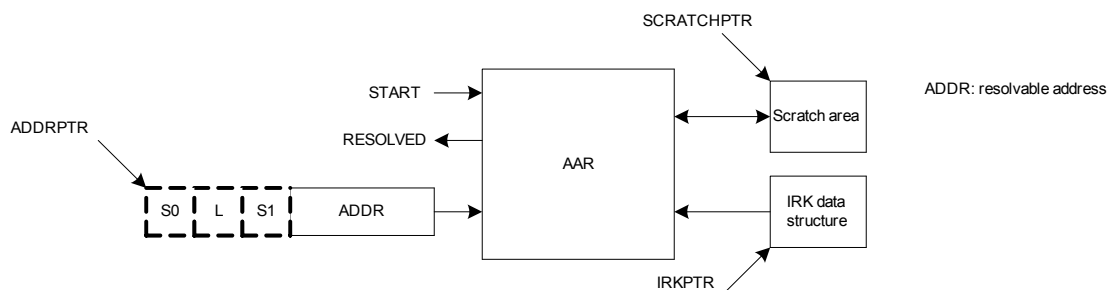 SCRATCHPTR
START
Scratch area
ADDR: resolvable address
ADDRPTR
RESOLVED
AAR
S0 L S1 ADDR
IRK data
structure
IRKPTR